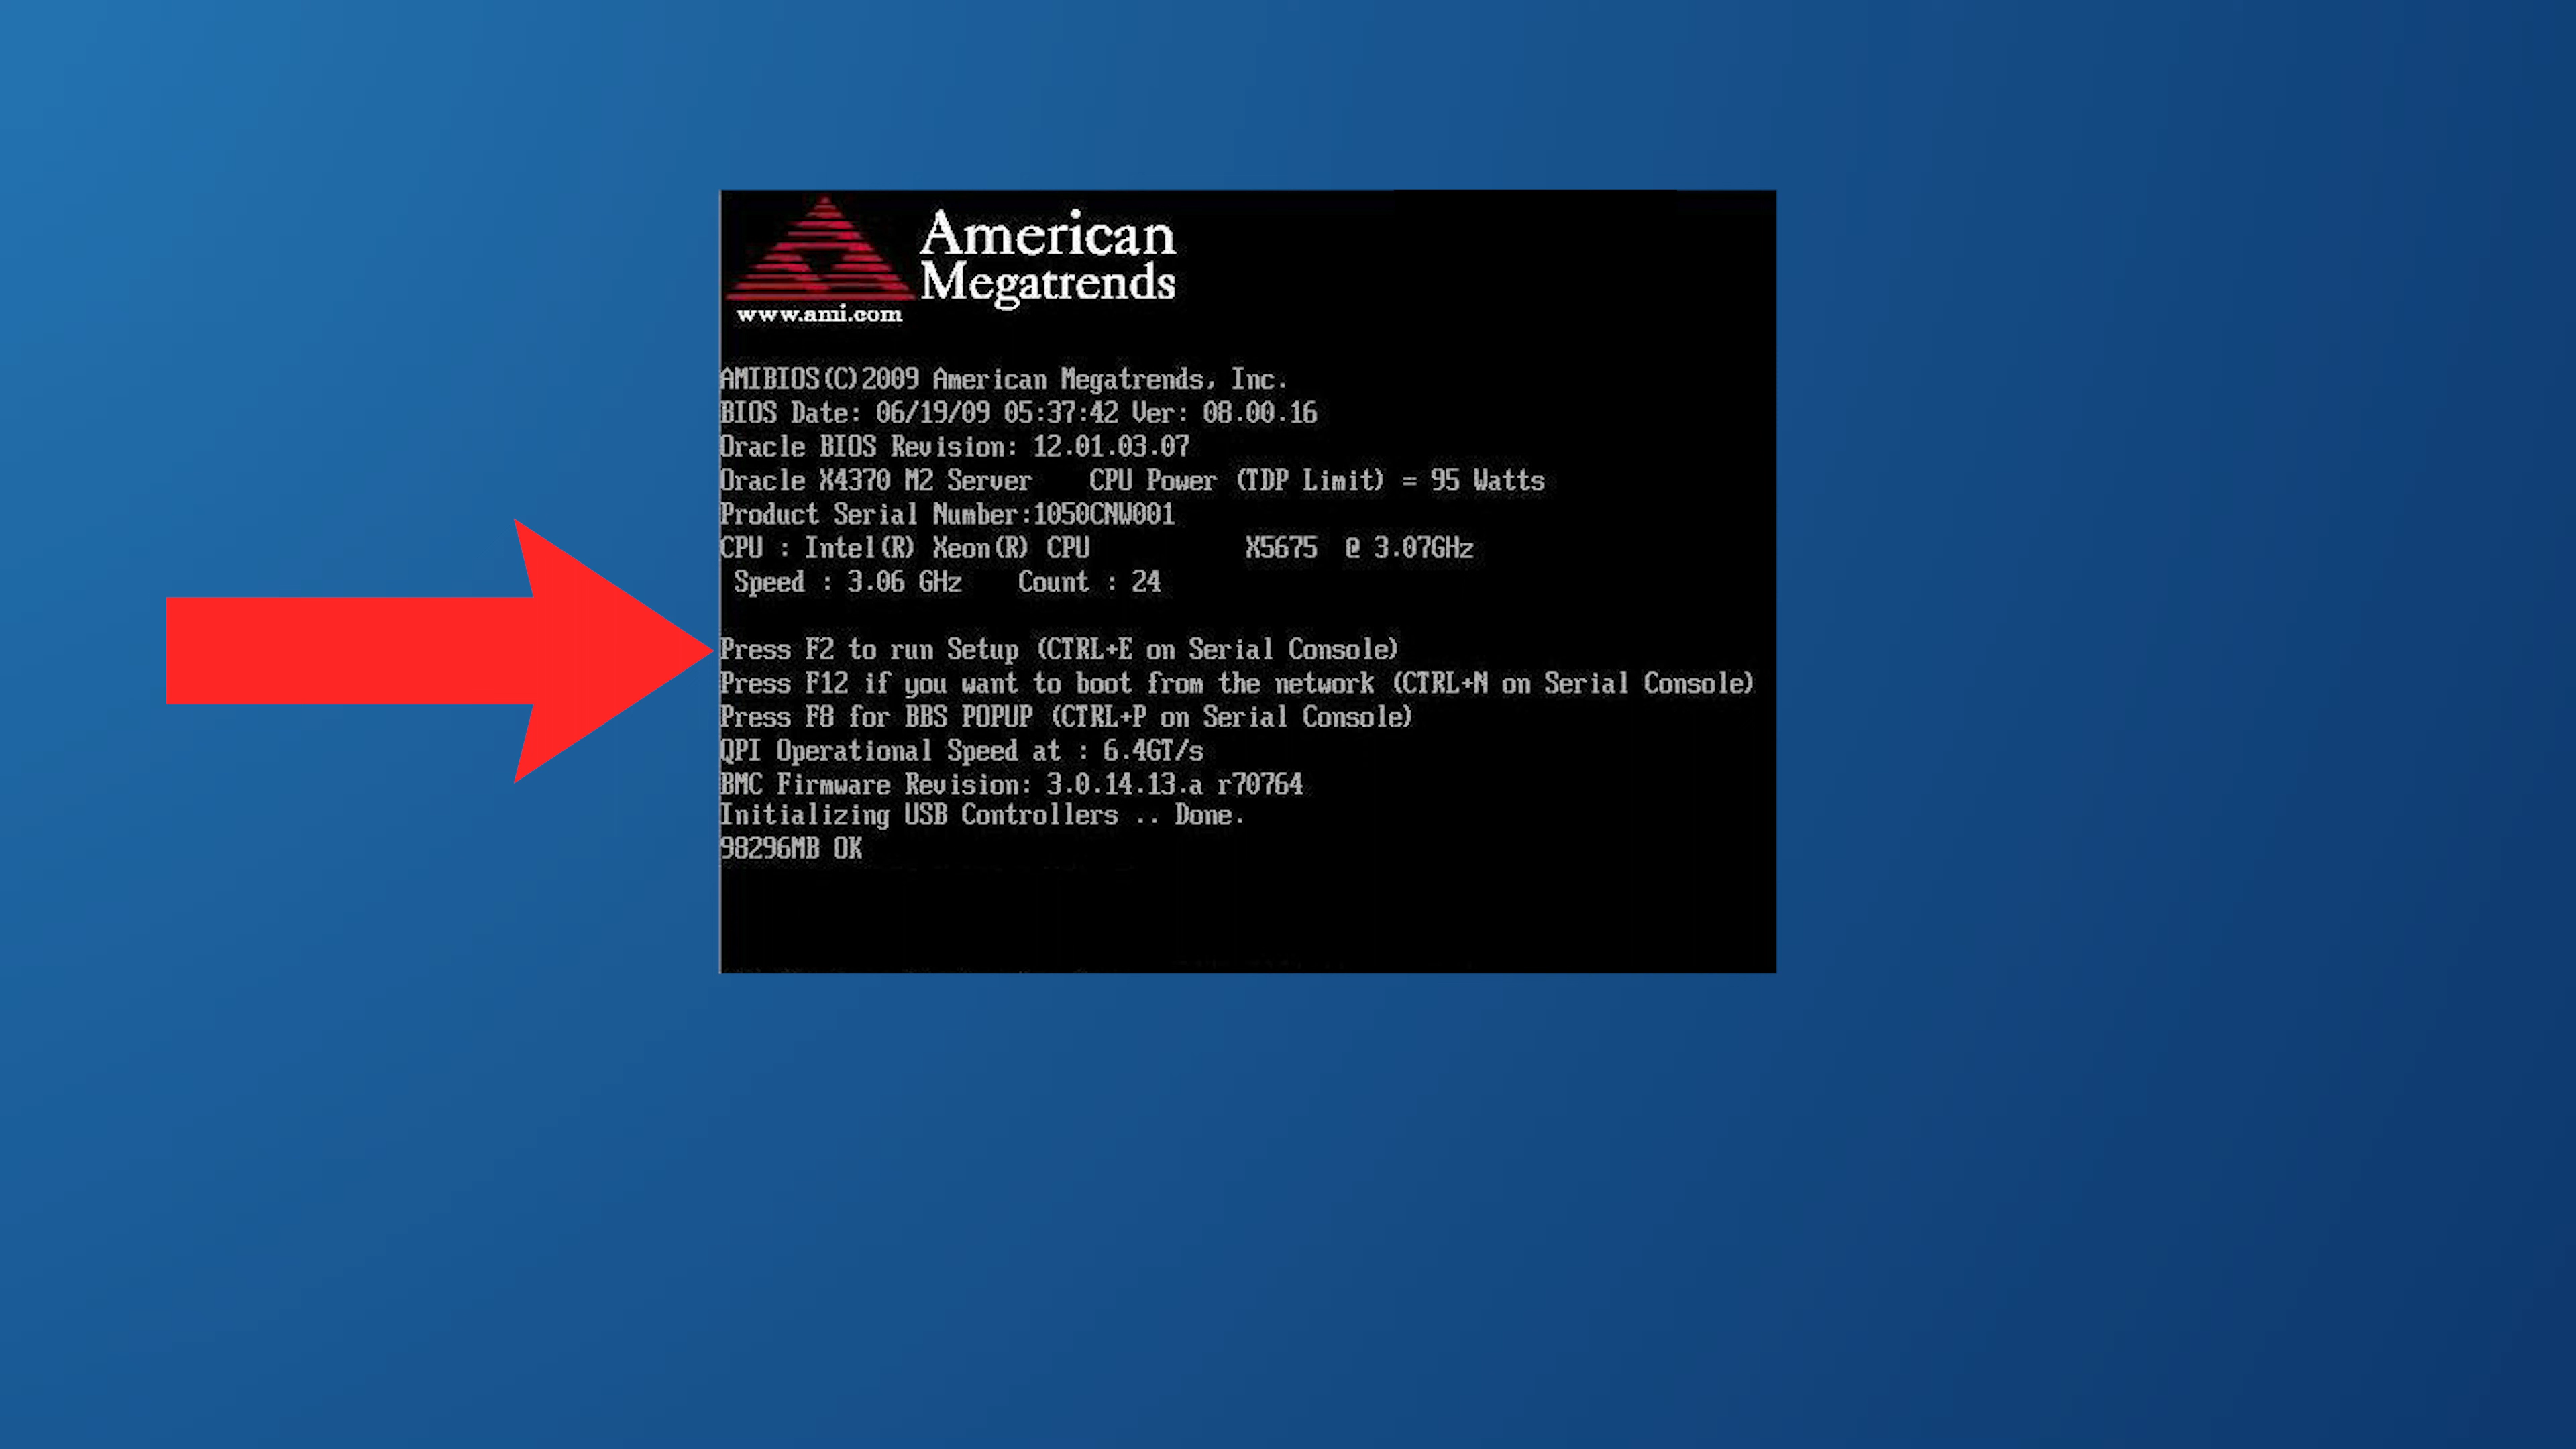 American
Megatrends
www.ami.com
AMIBIOS(C)2009 American Megatrends, Inc.
BIOS Date: 06/19/09 05:37:42 Ver: 08.00.16
Oracle BIOS Revision: 12.01.03.07
Oracle X4370 M2 Server    CPU Power (TDP Limit) = 95 Watts
Product Serial Number:1050CNW001
CPU : Intel(R) Xeon(R) CPU           X5675  @ 3.07GHz
Speed : 3.06 GHz    Count : 24
Press F2 to run Setup (CTRL+E on Serial Console)
Press F12 if you want to boot from the network (CTRL+N on Serial Console)
Press F8 for BBS POPUP (CTRL+P on Serial Console)
QPI Operational Speed at : 6.4GT/s
BMC Firmware Revision: 3.0.14.13.a r70764
Initializing USB Controllers .. Done.
98296MB OK